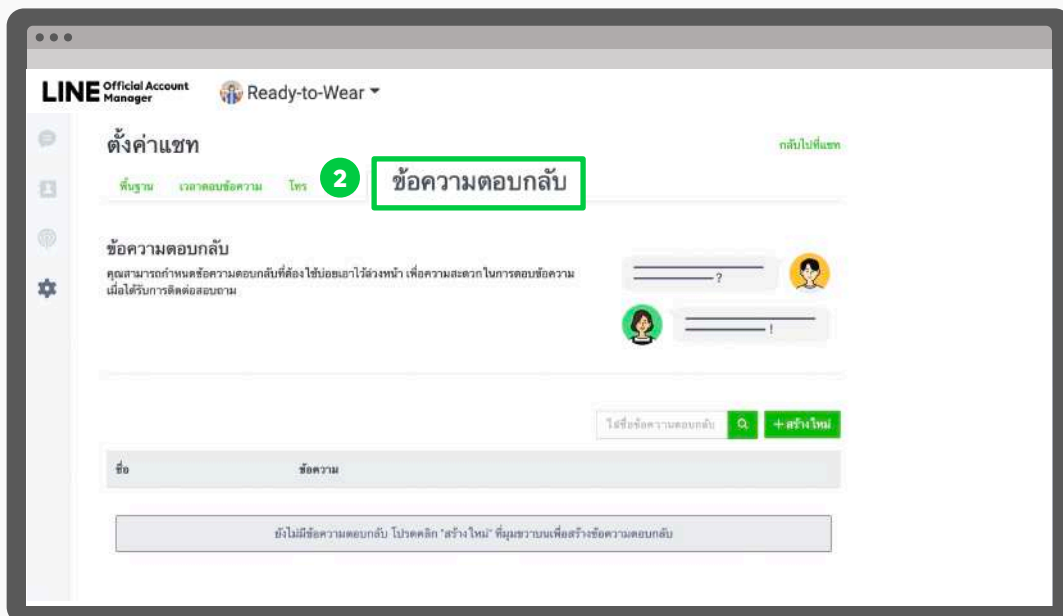 LINE Official Account Manager
Ready-to-Wear
ตั้งค่าแชท
กลับไปที่แชท
พื้นฐาน เวลาตอบข้อความ โทร 2 ข้อความตอบกลับ
ข้อความตอบกลับ
คุณสามารถกำหนดข้อความตอบกลับที่ต้องใช้บ่อยเอาไว้ล่วงหน้า เพื่อความสะดวกในการตอบข้อความ
เมื่อได้รับการติดต่อสอบถาม
?
!
ใส่ชื่อข้อความตอบกลับ
+ สร้างใหม่
ชื่อ ข้อความ
ยังไม่มีข้อความตอบกลับ โปรดคลิก "สร้างใหม่" ที่มุมขวาบนเพื่อสร้างข้อความตอบกลับ